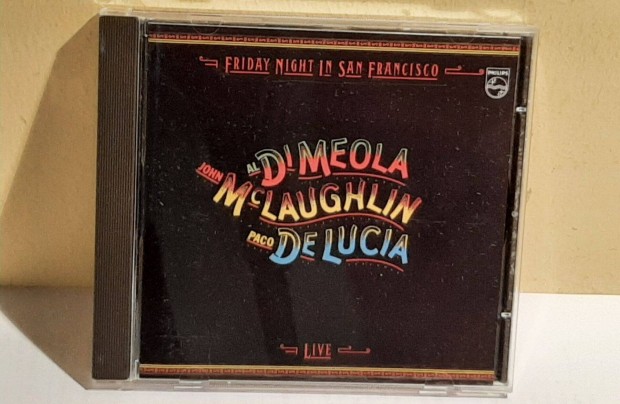 FRIDAY NIGHT IN SAN FRANCISCO
PHILIPS
AL DI MEOLA
JOHN McLAUGHLIN
PACO DE LUCIA
LIVE